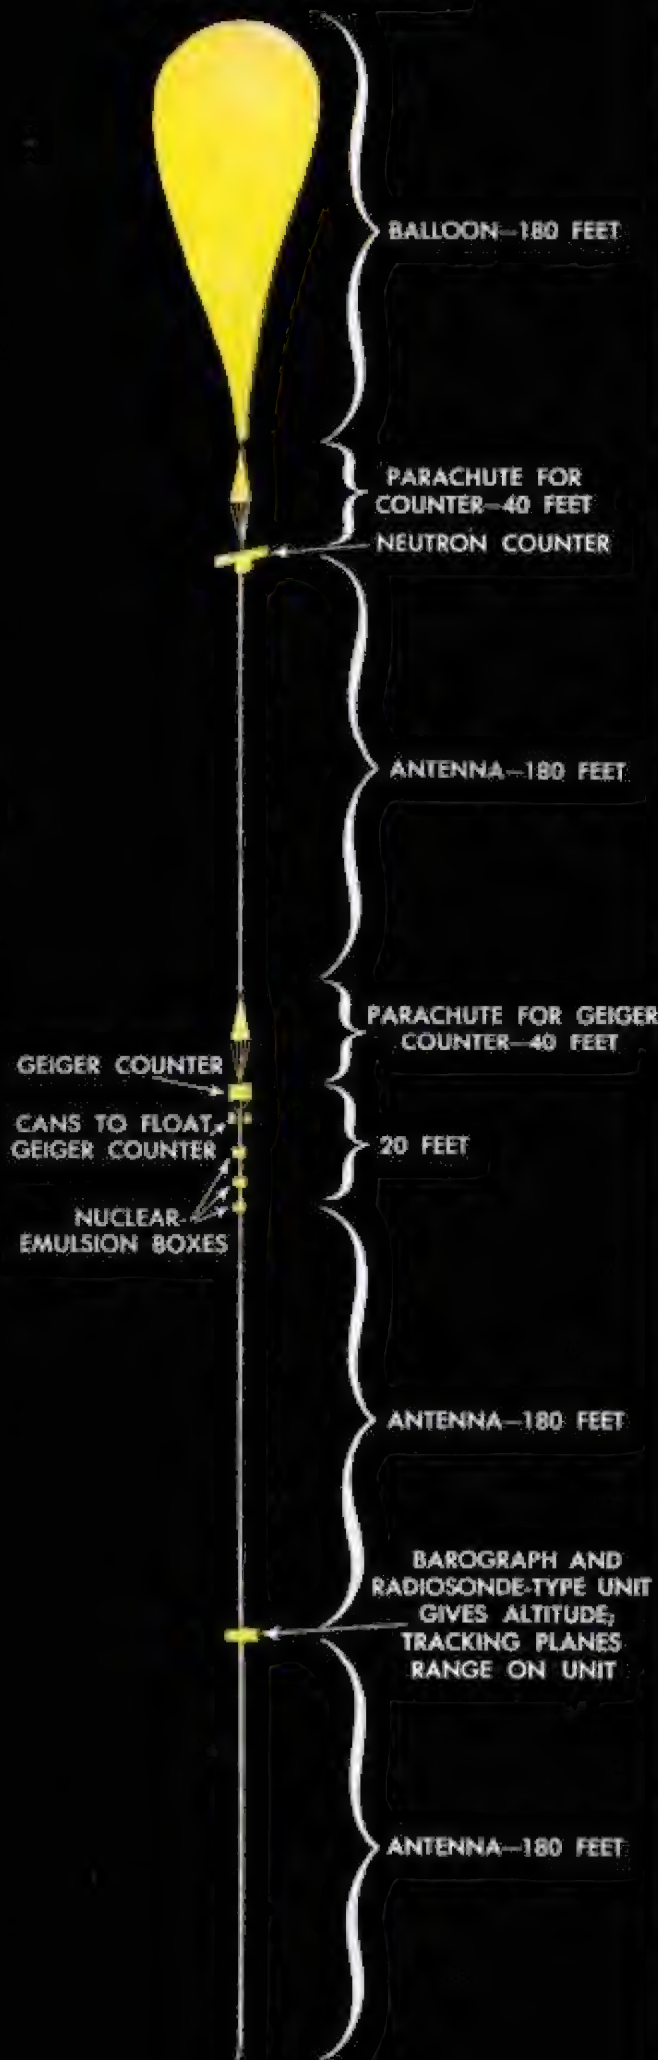 BALLOON—180 FEET
PARACHUTE FOR
COUNTER—40 FEET
NEUTRON COUNTER
ANTENNA—180 FEET
PARACHUTE FOR GEIGER
COUNTER—40 FEET
GEIGER COUNTER
CANS TO FLOAT
GEIGER COUNTER
20 FEET
NUCLEAR-
EMULSION BOXES
ANTENNA—180 FEET
BAROGRAPH AND
RADIOSONDE-TYPE UNIT
GIVES ALTITUDE;
TRACKING PLANES
RANGE ON UNIT
ANTENNA—180 FEET